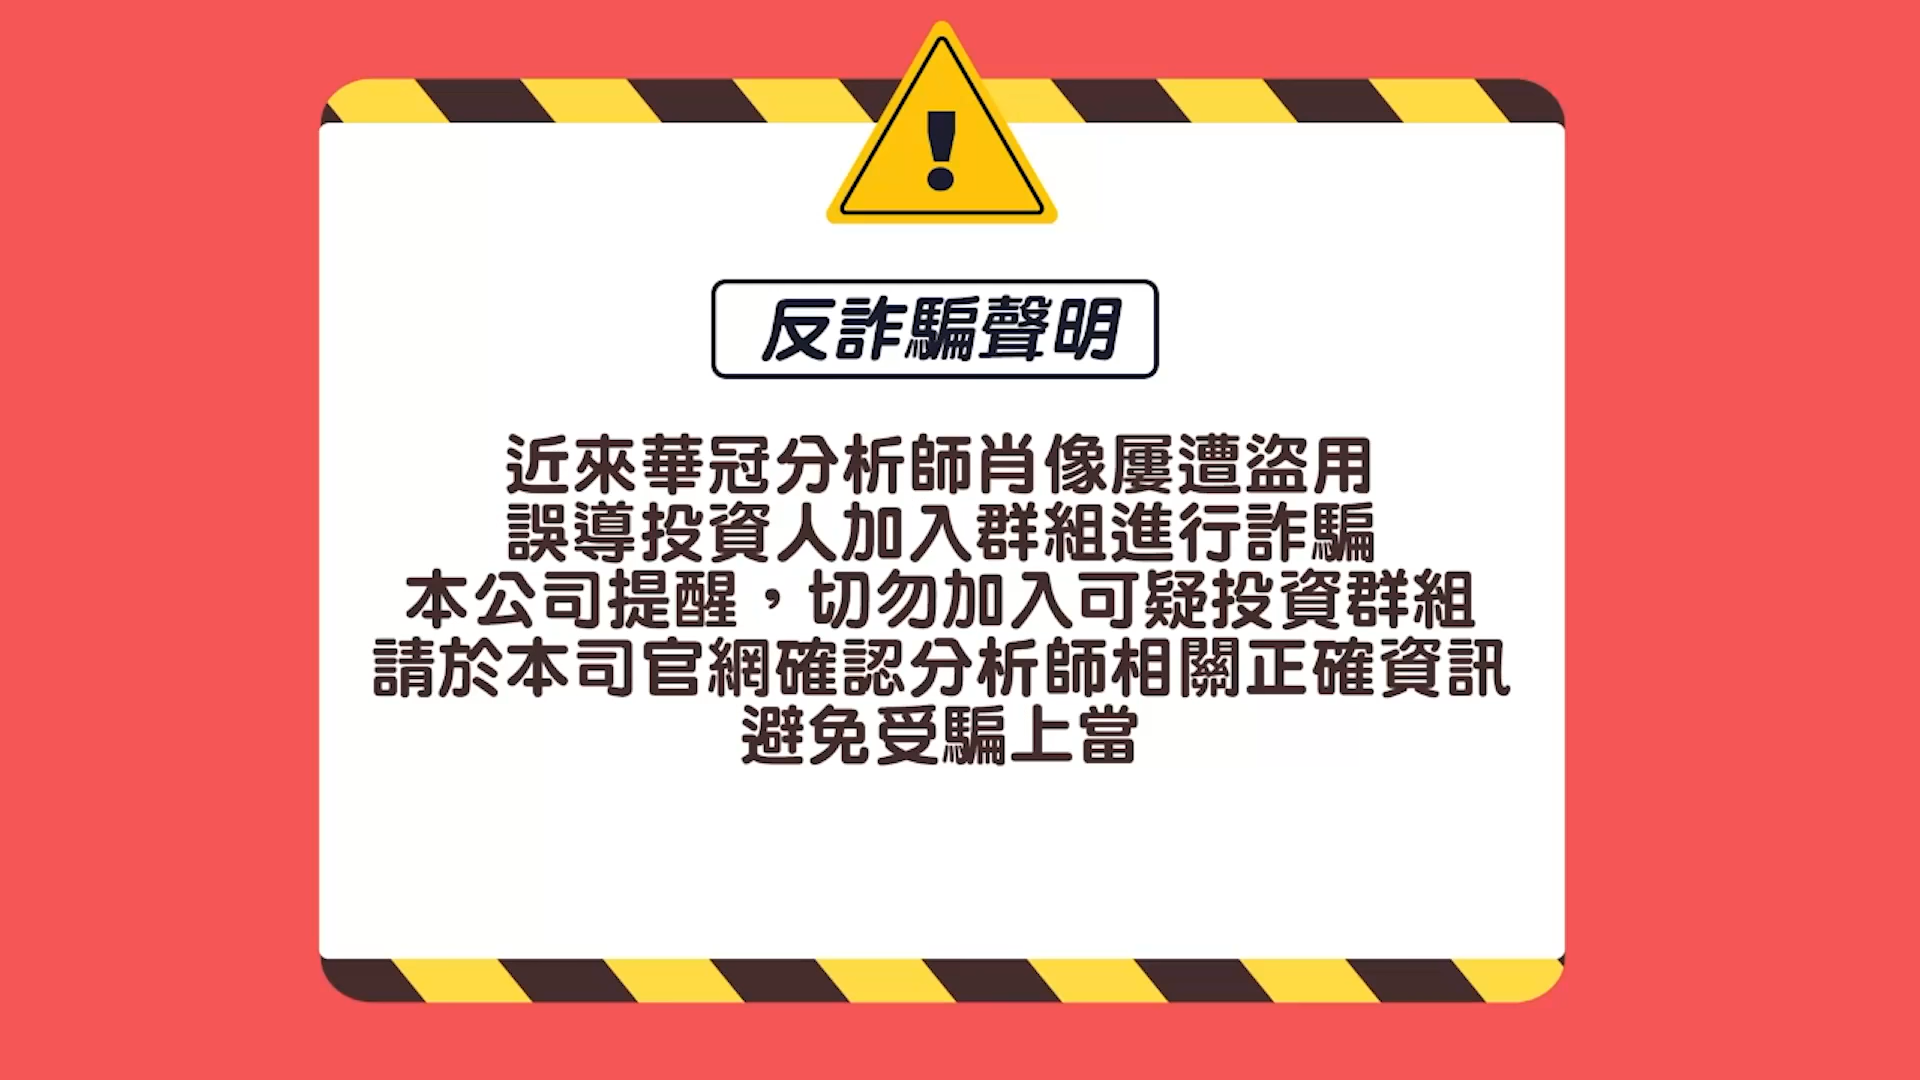 反詐騙聲明
近來華冠分析師肖像屢遭盜用
誤導投資人加入群組進行詐騙
本公司提醒，切勿加入可疑投資群組
請於本司官網確認分析師相關正確資訊
避免受騙上當